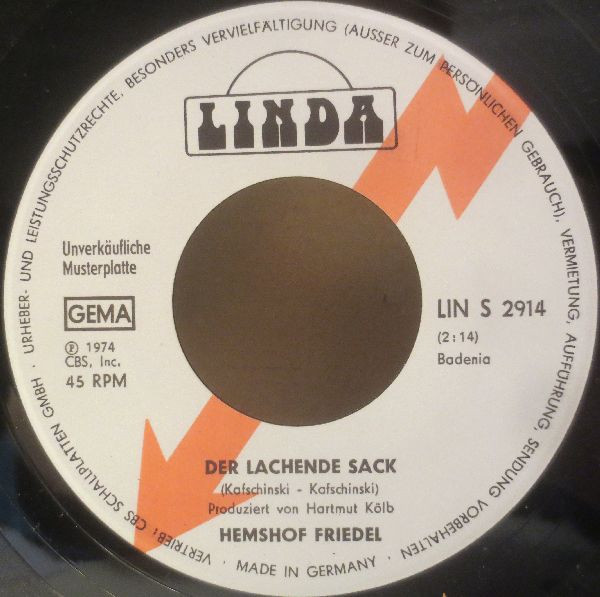 URHEBER- UND LEISTUNGSSCHUTZRECHTE, BESONDERS VERVIELFÄLTIGUNG (AUSSER ZUM PERSÖNLICHEN GEBRAUCH), VERMIETUNG, AUFFÜHRUNG, SENDUNG VORBEHALTEN
LINDA
Unverkäufliche
Musterplatte
GEMA
℗ 1974
CBS, Inc.
45 RPM
LIN S 2914
(2:14)
Badenia
DER LACHENDE SACK
(Kafschinski - Kafschinski)
Produziert von Hartmut Kölb
HEMSHOF FRIEDEL
VERTRIEB: CBS SCHALLPLATTEN GMBH ·
· MADE IN GERMANY ·